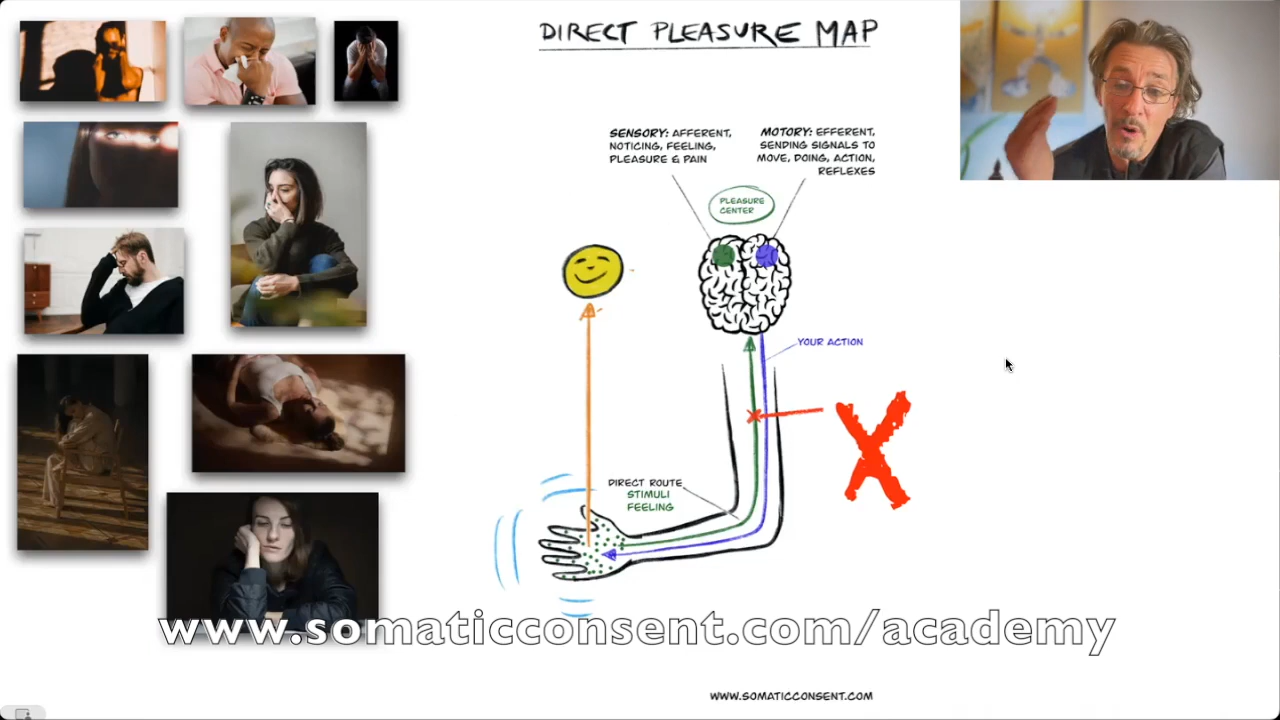 DIRECT PLEASURE MAP
SENSORY: AFFERENT,
NOTICING, FEELING,
PLEASURE & PAIN
MOTORY: EFFERENT,
SENDING SIGNALS TO
MOVE, DOING, ACTION,
REFLEXES
PLEASURE
CENTER
YOUR ACTION
X
DIRECT ROUTE
STIMULI
FEELING
www.somaticconsent.com/academy
WWW.SOMATICCONSENT.COM